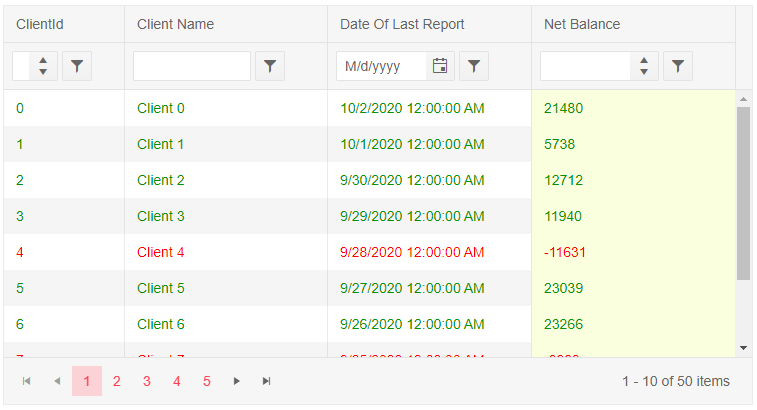 ClientId Client Name Date Of Last Report Net Balance
M/d/yyyy
0 Client 0 10/2/2020 12:00:00 AM 21480
1 Client 1 10/1/2020 12:00:00 AM 5738
2 Client 2 9/30/2020 12:00:00 AM 12712
3 Client 3 9/29/2020 12:00:00 AM 11940
4 Client 4 9/28/2020 12:00:00 AM -11631
5 Client 5 9/27/2020 12:00:00 AM 23039
6 Client 6 9/26/2020 12:00:00 AM 23266
1 2 3 4 5 1 - 10 of 50 items